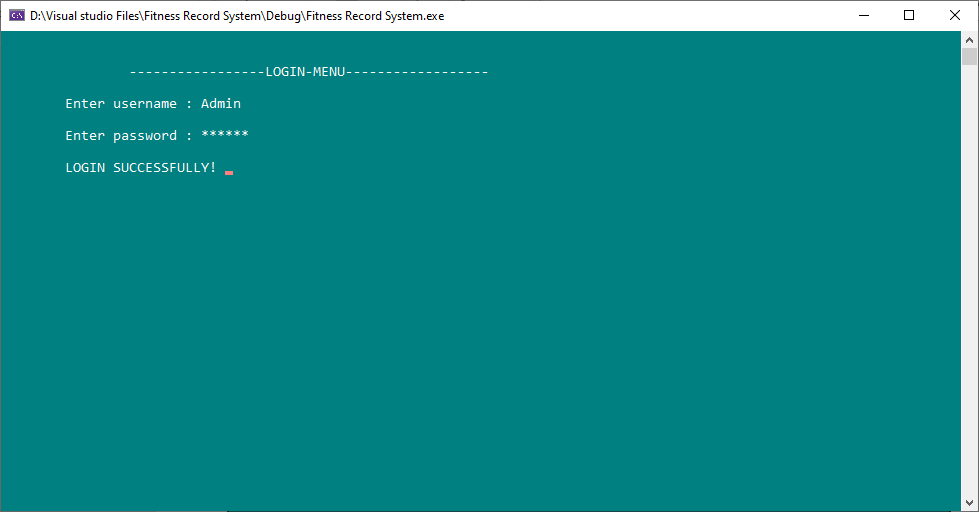 D:\Visual studio Files\Fitness Record System\Debug\Fitness Record System.exe
-----------------LOGIN-MENU------------------
Enter username : Admin
Enter password : ******
LOGIN SUCCESSFULLY!